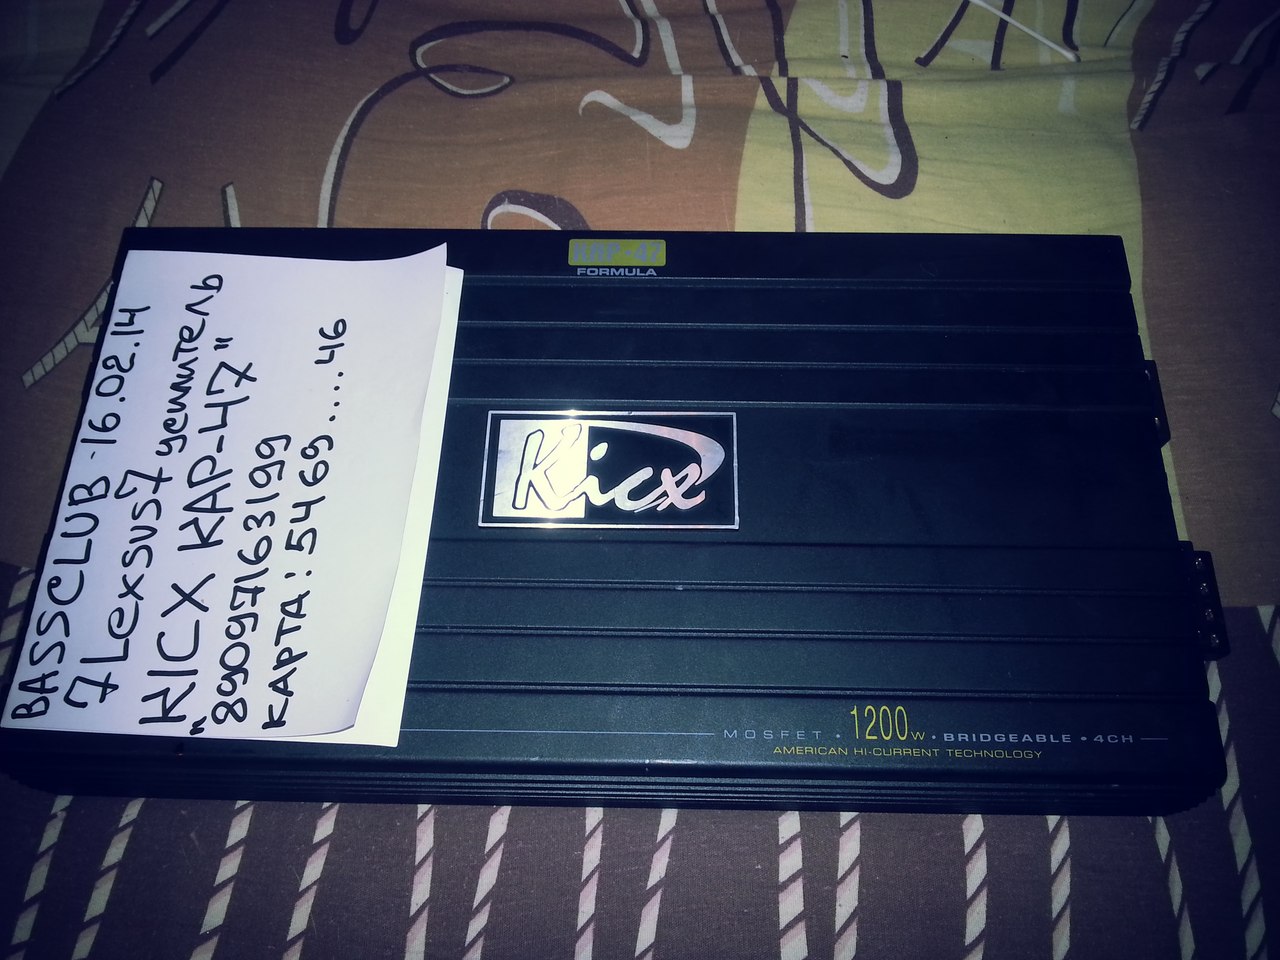 BASSCLUB-16.02.14
7Lexsus7 усилитель
"KICX KAP-47"
89097163199
КАРТА: 5469....46
KAP-47
FORMULA
Kicx
MOSFET • 1200w • BRIDGEABLE • 4CH
AMERICAN HI-CURRENT TECHNOLOGY